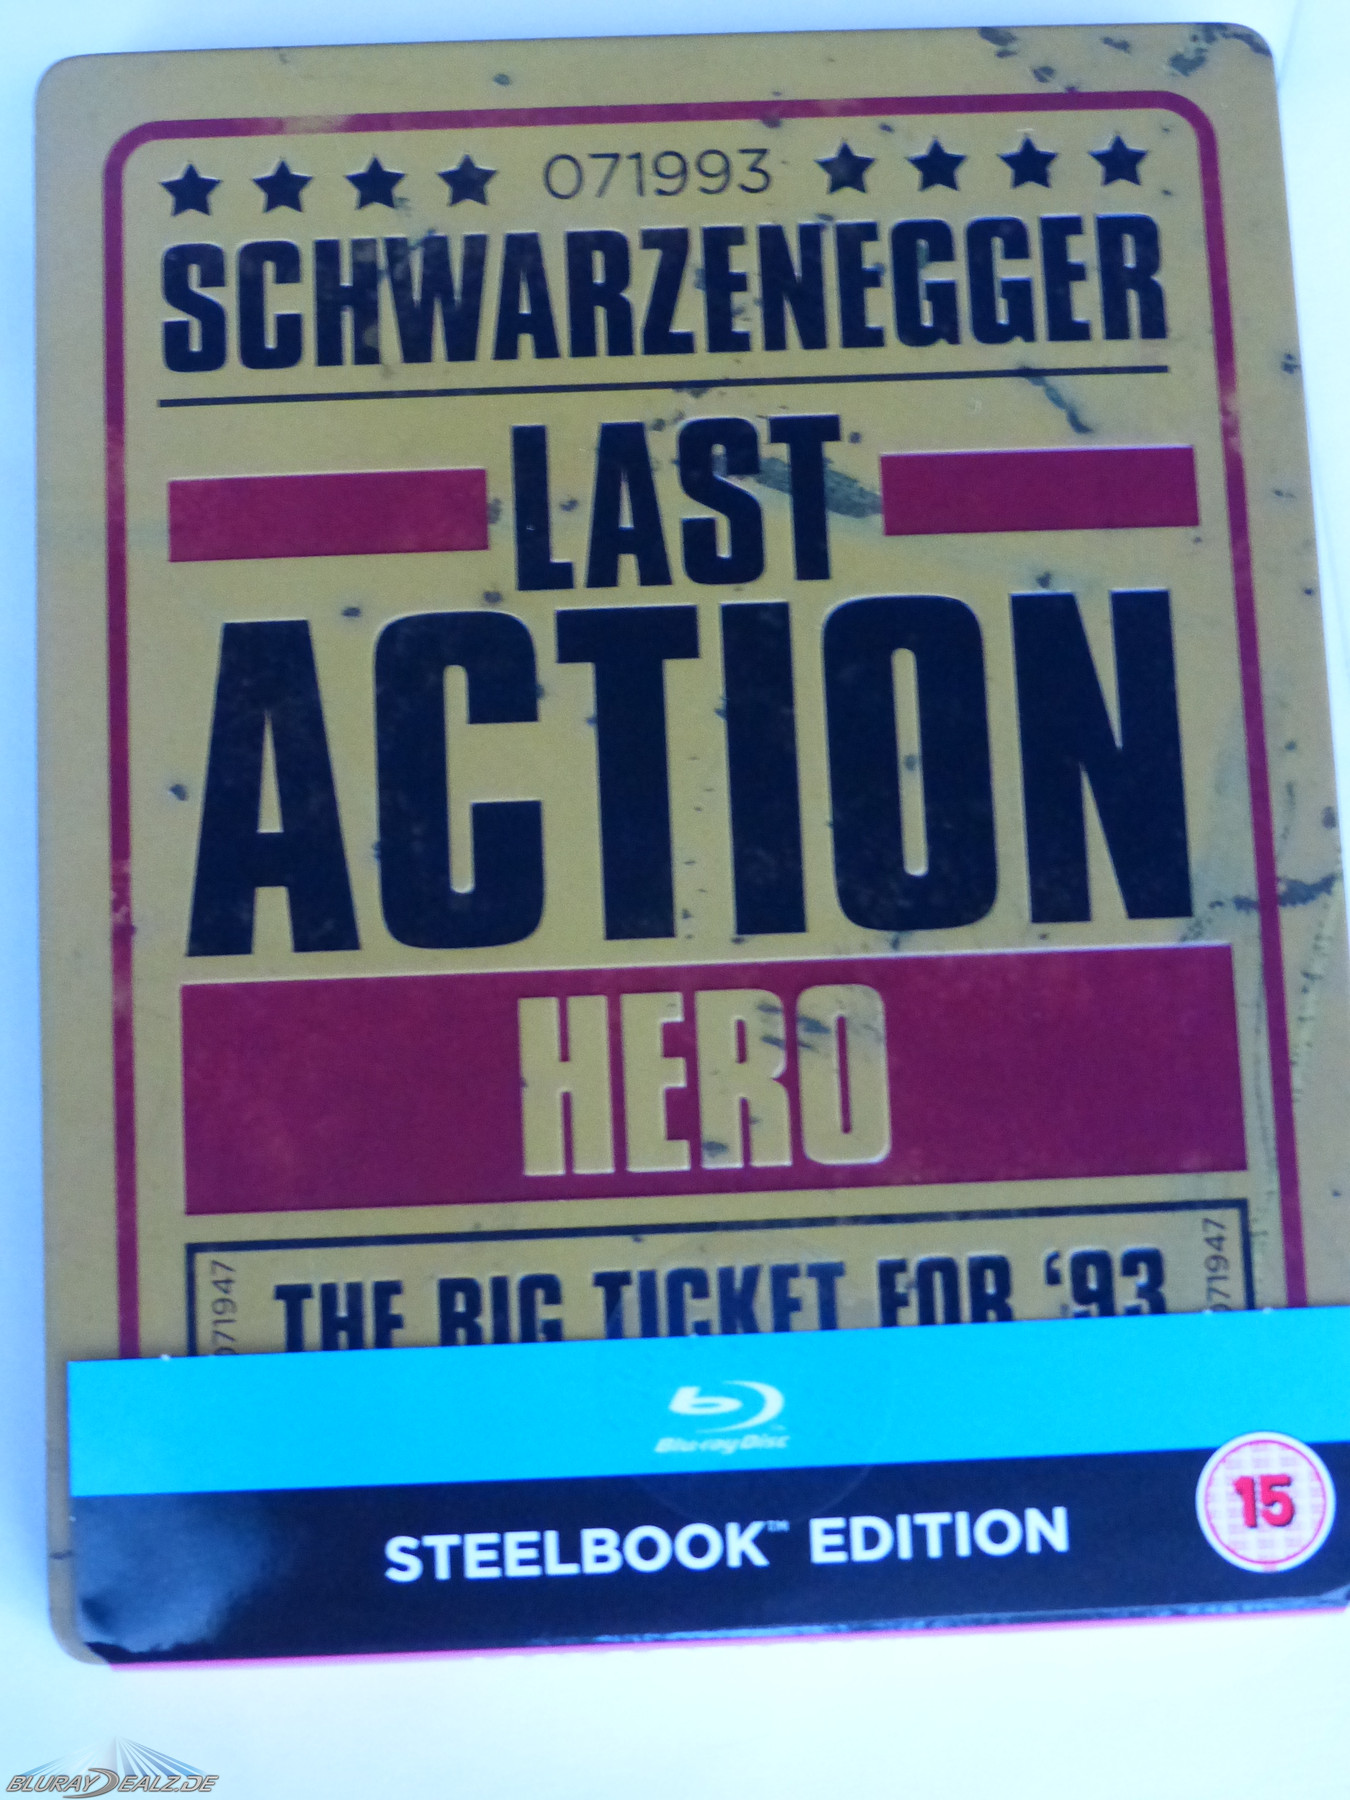 071993
SCHWARZENEGGER
LAST
ACTION
HERO
THE BIG TICKET FOR ‘93
071947
071947
Blu-ray Disc
15
STEELBOOK™ EDITION
BLURAYDEALZ.DE